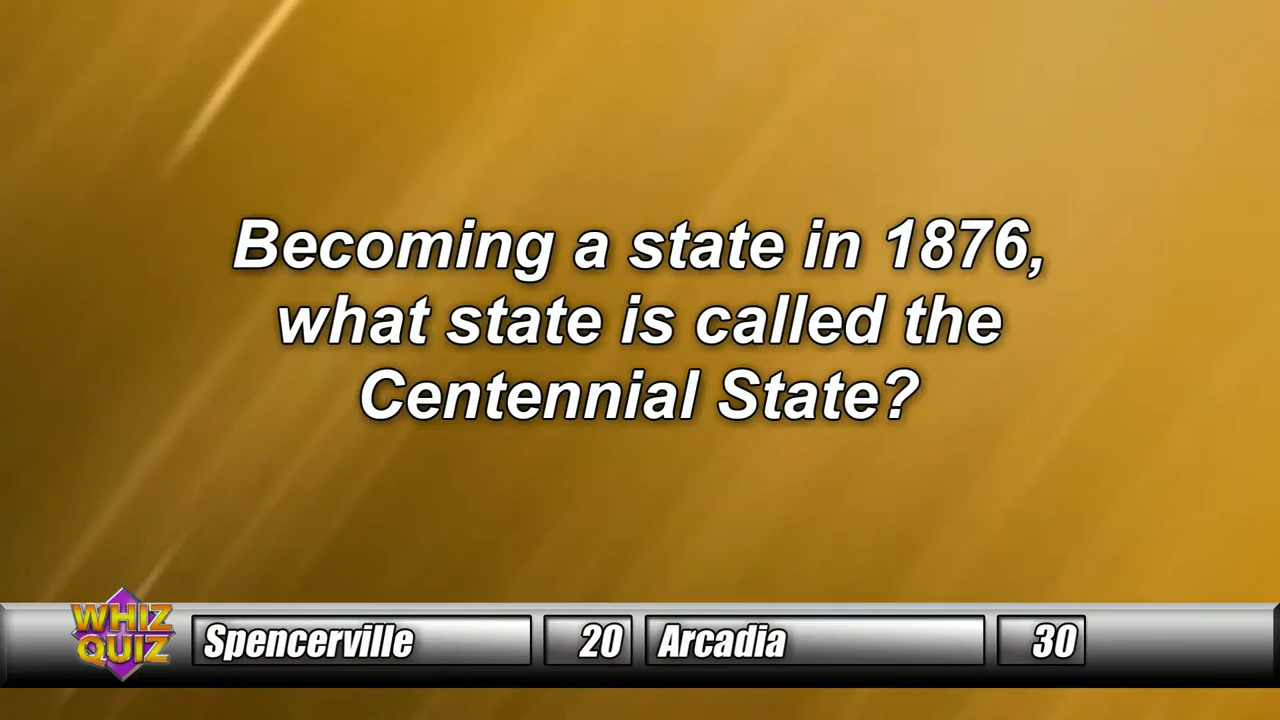 Becoming a state in 1876,
what state is called the
Centennial State?
WHIZ
QUIZ
Spencerville 20 Arcadia 30